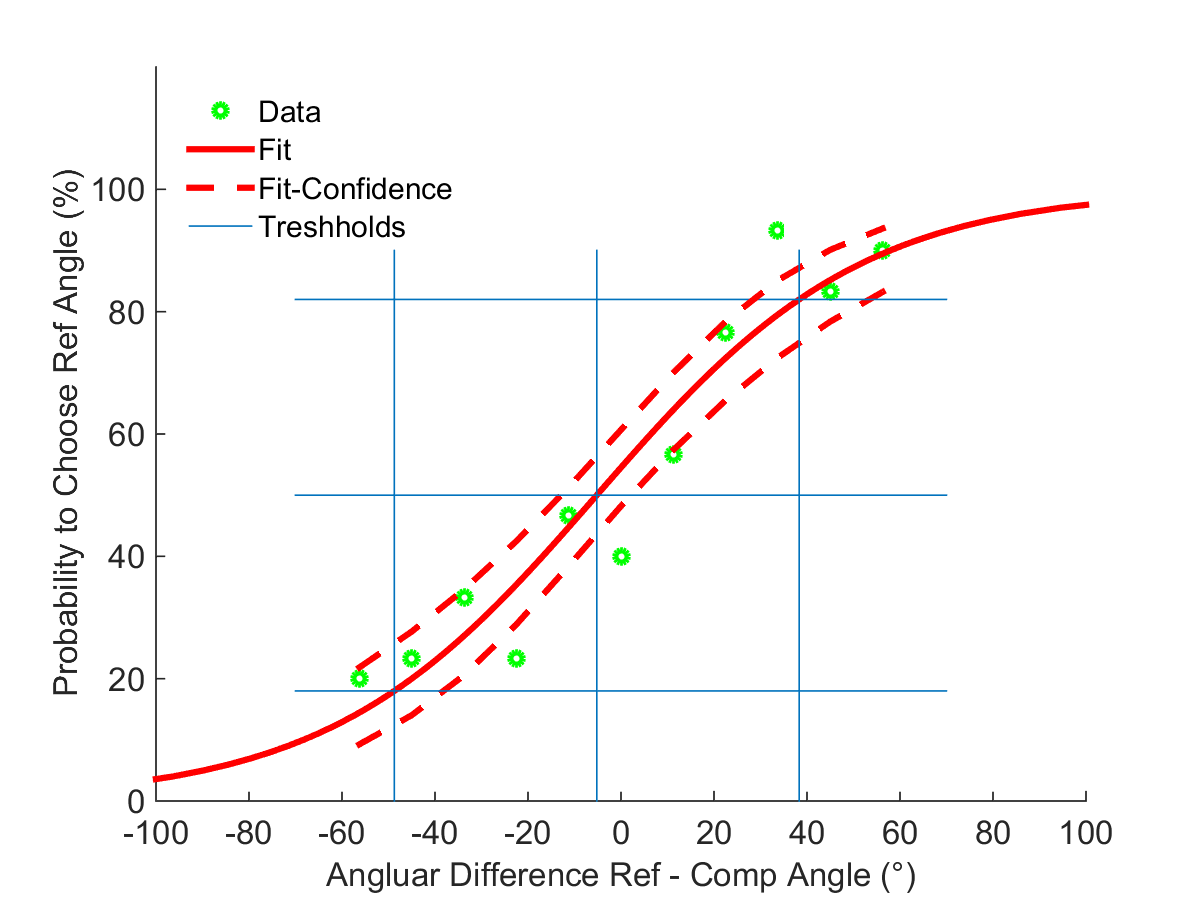 Data
Fit
Fit-Confidence
Treshholds
Probability to Choose Ref Angle (%)
100
80
60
40
20
0
-100 -80 -60 -40 -20 0 20 40 60 80 100
Angluar Difference Ref - Comp Angle (°)